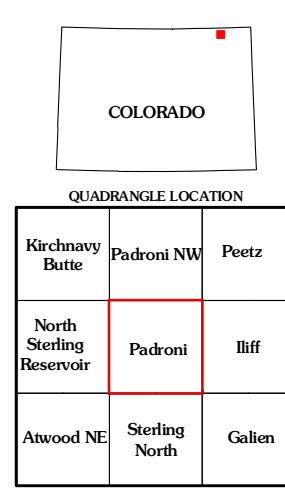 COLORADO
QUADRANGLE LOCATION
Kirchnavy
Butte
Padroni NW
Peetz
North
Sterling
Reservoir
Padroni
Iliff
Atwood NE
Sterling
North
Galien